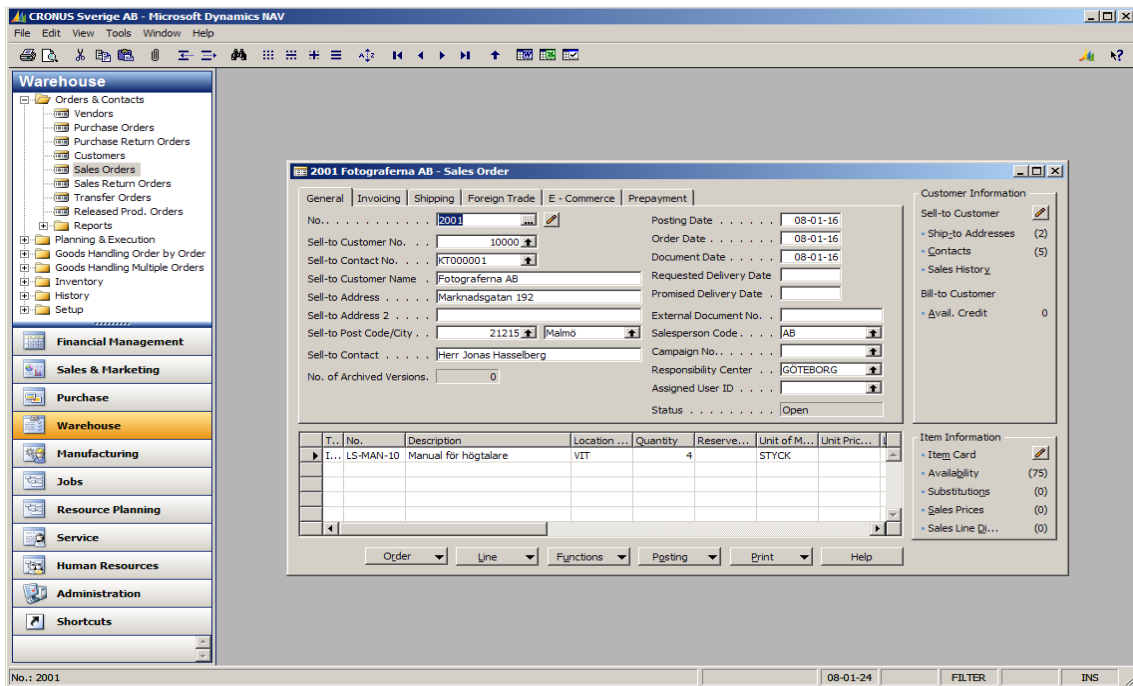 CRONUS Sverige AB - Microsoft Dynamics NAV
File Edit View Tools Window Help
Warehouse
Orders & Contacts
Vendors
Purchase Orders
Purchase Return Orders
Customers
Sales Orders
Sales Return Orders
Transfer Orders
Released Prod. Orders
Reports
Planning & Execution
Goods Handling Order by Order
Goods Handling Multiple Orders
Inventory
History
Setup
Financial Management
Sales & Marketing
Purchase
Warehouse
Manufacturing
Jobs
Resource Planning
Service
Human Resources
Administration
Shortcuts
2001 Fotograferna AB - Sales Order
General Invoicing Shipping Foreign Trade E - Commerce Prepayment
No. . . . . . . . . . . . 2001
Sell-to Customer No. . . . 10000
Sell-to Contact No. . . . KT000001
Sell-to Customer Name . Fotograferna AB
Sell-to Address . . . . . Marknadsgatan 192
Sell-to Address 2 . . . .
Sell-to Post Code/City . . 21215 Malmö
Sell-to Contact . . . . . Herr Jonas Hasselberg
No. of Archived Versions. 0
Posting Date . . . . . . 08-01-16
Order Date . . . . . . . 08-01-16
Document Date . . . . . 08-01-16
Requested Delivery Date
Promised Delivery Date .
External Document No. .
Salesperson Code. . . . AB
Campaign No. . . . . . .
Responsibility Center . . GÖTEBORG
Assigned User ID . . . .
Status . . . . . . . . . Open
T.. No. Description Location ... Quantity Reserve... Unit of M... Unit Pric... L
I... LS-MAN-10 Manual för högtalare VIT 4 STYCK
Order Line Functions Posting Print Help
Customer Information
Sell-to Customer
Ship-to Addresses (2)
Contacts (5)
Sales History
Bill-to Customer
Avail. Credit 0
Item Information
Item Card
Availability (75)
Substitutions (0)
Sales Prices (0)
Sales Line Di... (0)
No.: 2001 08-01-24 FILTER INS